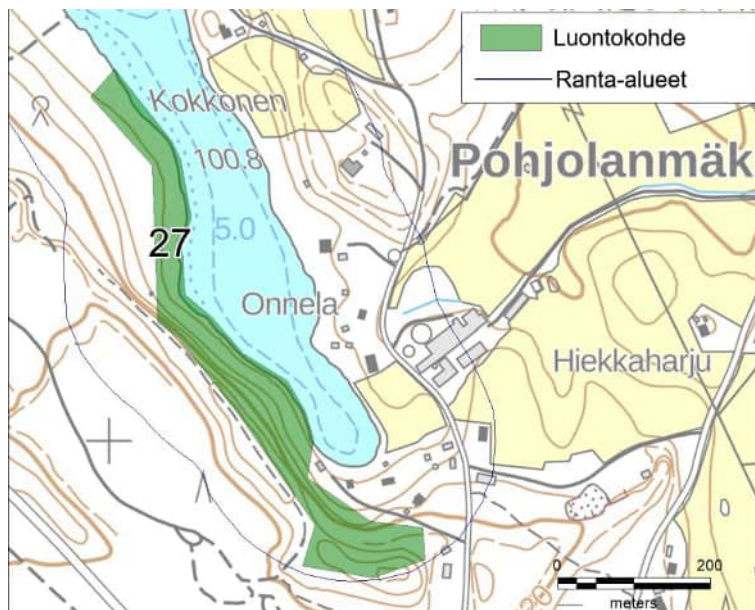 Luontokohde
Ranta-alueet
Kokkonen
100.8
Pohjolanmäk
27
5.0
Onnela
Hiekkaharju
0
200
meters